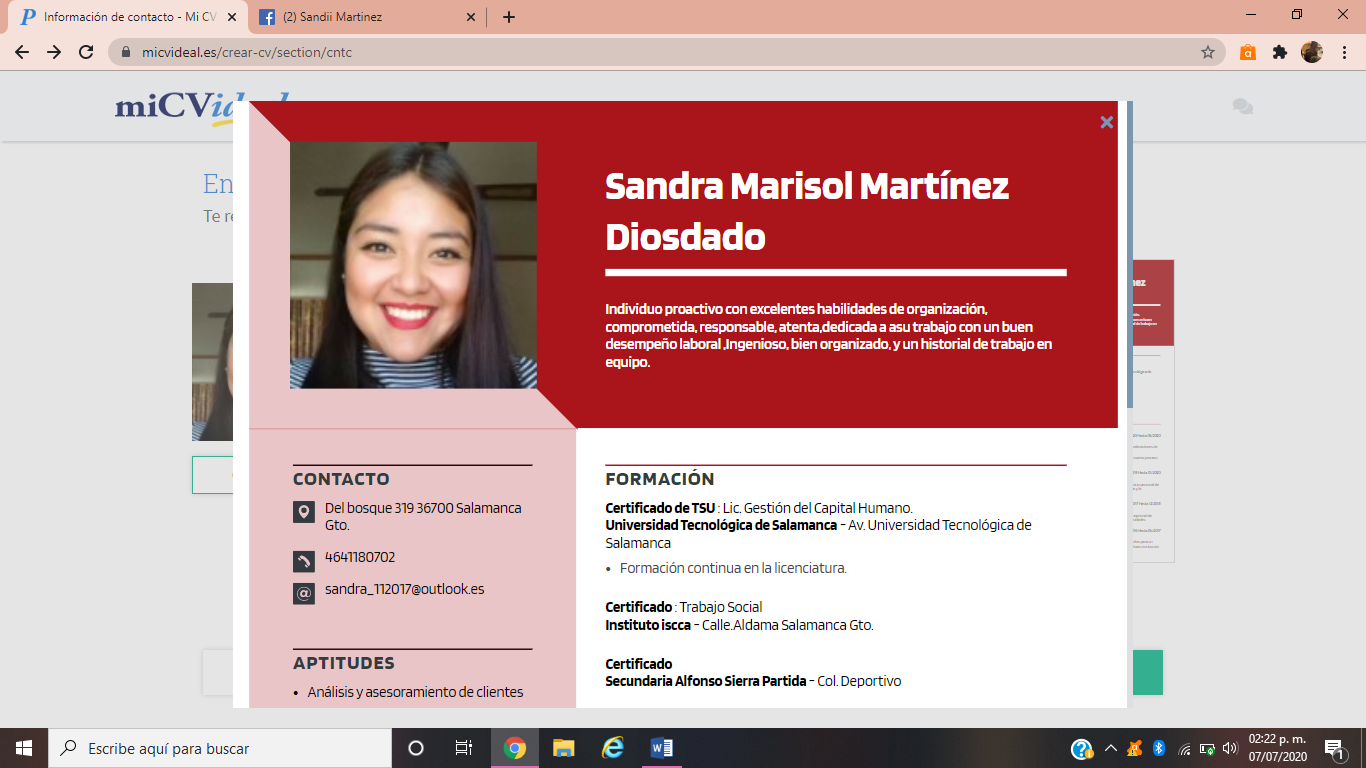 Información de contacto - Mi CV
(2) Sandii Martinez
micvideal.es/crear-cv/section/cntc
miCVideal
En
Te re
Sandra Marisol Martínez
Diosdado
Individuo proactivo con excelentes habilidades de organización,
comprometida, responsable, atenta,dedicada a asu trabajo con un buen
desempeño laboral ,Ingenioso, bien organizado, y un historial de trabajo en
equipo.
CONTACTO
Del bosque 319 36700 Salamanca
Gto.
4641180702
sandra_112017@outlook.es
APTITUDES
• Análisis y asesoramiento de clientes
FORMACIÓN
Certificado de TSU : Lic. Gestión del Capital Humano.
Universidad Tecnológica de Salamanca - Av. Universidad Tecnológica de
Salamanca
• Formación continua en la licenciatura.
Certificado : Trabajo Social
Instituto iscca - Calle.Aldama Salamanca Gto.
Certificado
Secundaria Alfonso Sierra Partida - Col. Deportivo
Escribe aquí para buscar
02:22 p. m.
07/07/2020